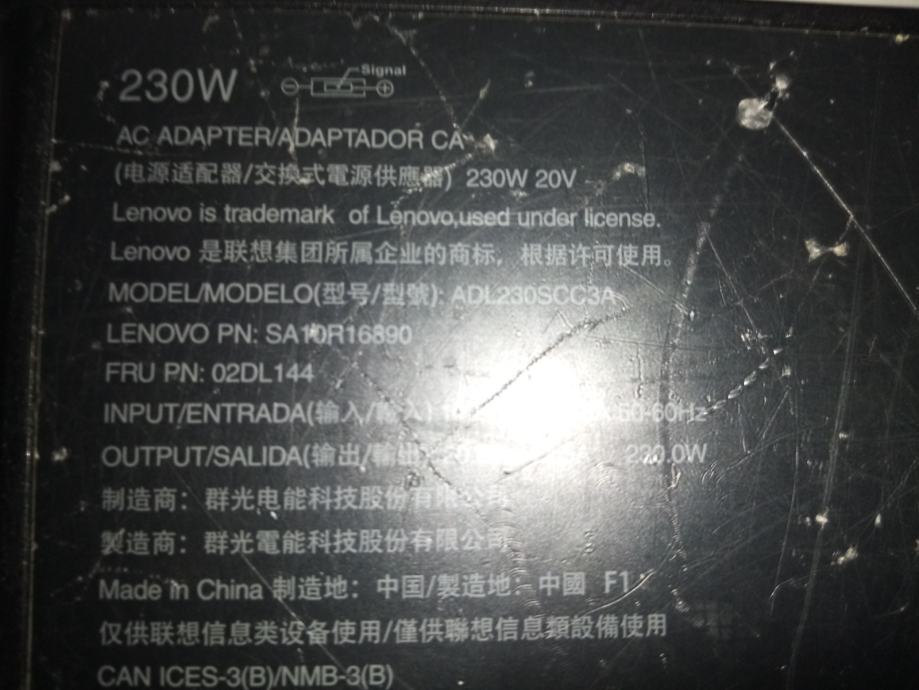 230W
Signal
AC ADAPTER/ADAPTADOR CA
(电源适配器/交換式電源供應器) 230W 20V
Lenovo is trademark of Lenovo,used under license.
Lenovo 是联想集团所属企业的商标，根据许可使用。
MODEL/MODELO(型号/型號): ADL230SCC3A
LENOVO PN: SA10R16890
FRU PN: 02DL144
INPUT/ENTRADA(输入/輸入) 50-60Hz
OUTPUT/SALIDA(输出/輸出) 230.0W
制造商：群光电能科技股份有限公司
製造商：群光電能科技股份有限公司
Made in China 制造地：中国/製造地：中國 F1
仅供联想信息类设备使用/僅供聯想信息類設備使用
CAN ICES-3(B)/NMB-3(B)